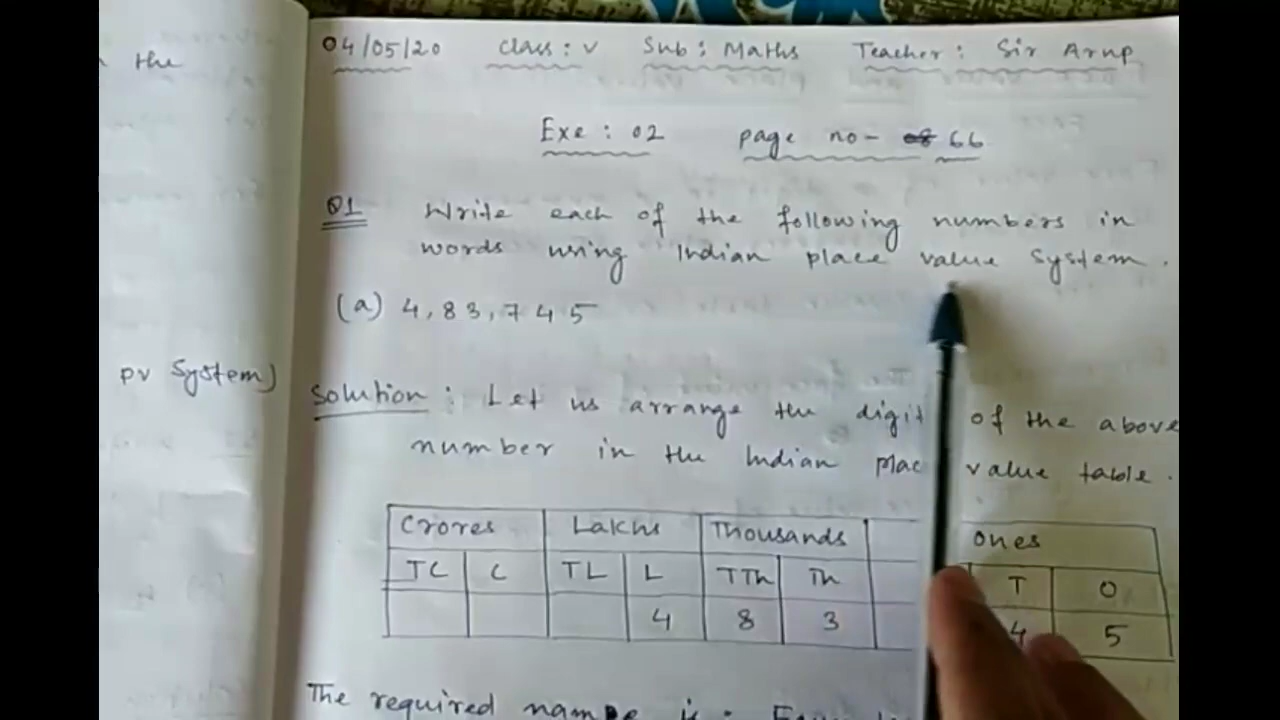 the
pv System)
04/05/20 Class: V Sub: Maths Teacher: Sir Arup
Exe: 02 page no- 66
Q1 Write each of the following numbers in
words using Indian place value System.
(a) 4,83,745
Solution: Let us arrange the digit of the above
number in the Indian plac value table.
Crores Lakhs Thousands Ones
TC C TL L TTh Th T O
4 8 3 4 5
The required name is: